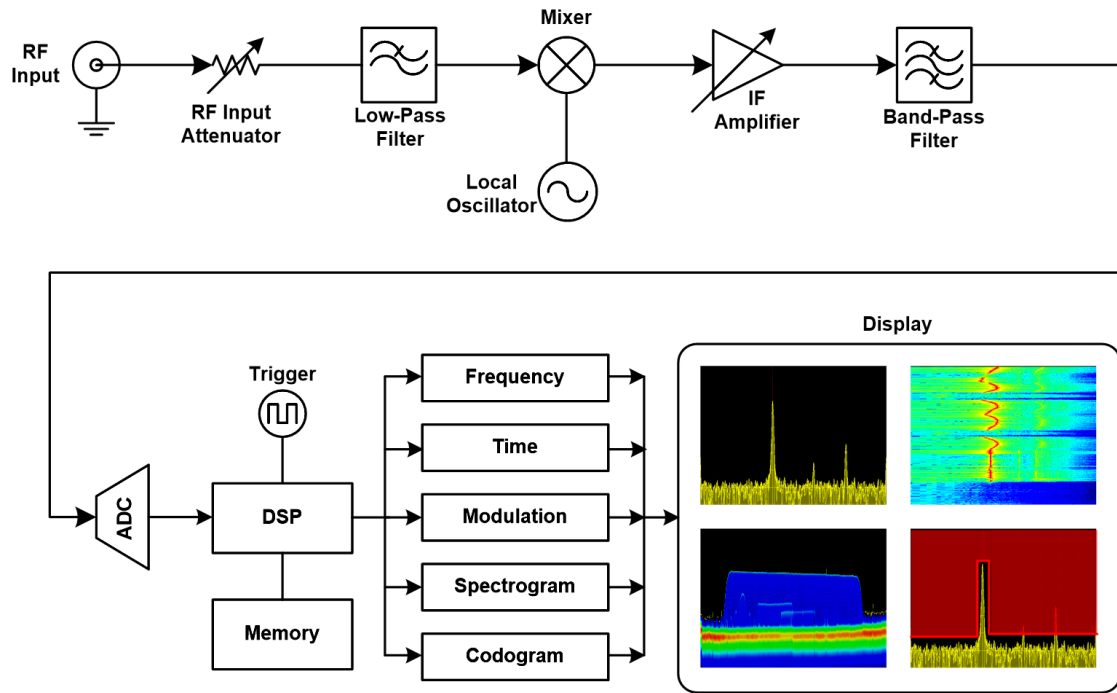 RF
Input
RF Input
Attenuator
Low-Pass
Filter
Mixer
Local
Oscillator
IF
Amplifier
Band-Pass
Filter
Display
Trigger
ADC
DSP
Memory
Frequency
Time
Modulation
Spectrogram
Codogram